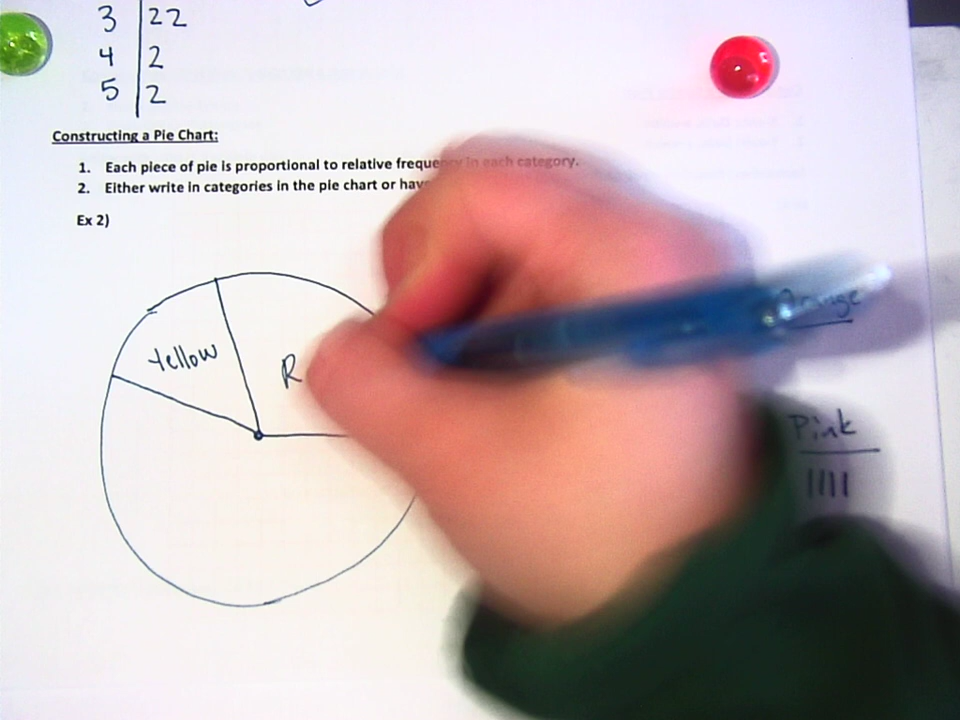 3 22
4 2
5 2
Constructing a Pie Chart:
1. Each piece of pie is proportional to relative frequency in each category.
2. Either write in categories in the pie chart or have
Ex 2)
Orange
Yellow
R
Pink
||||